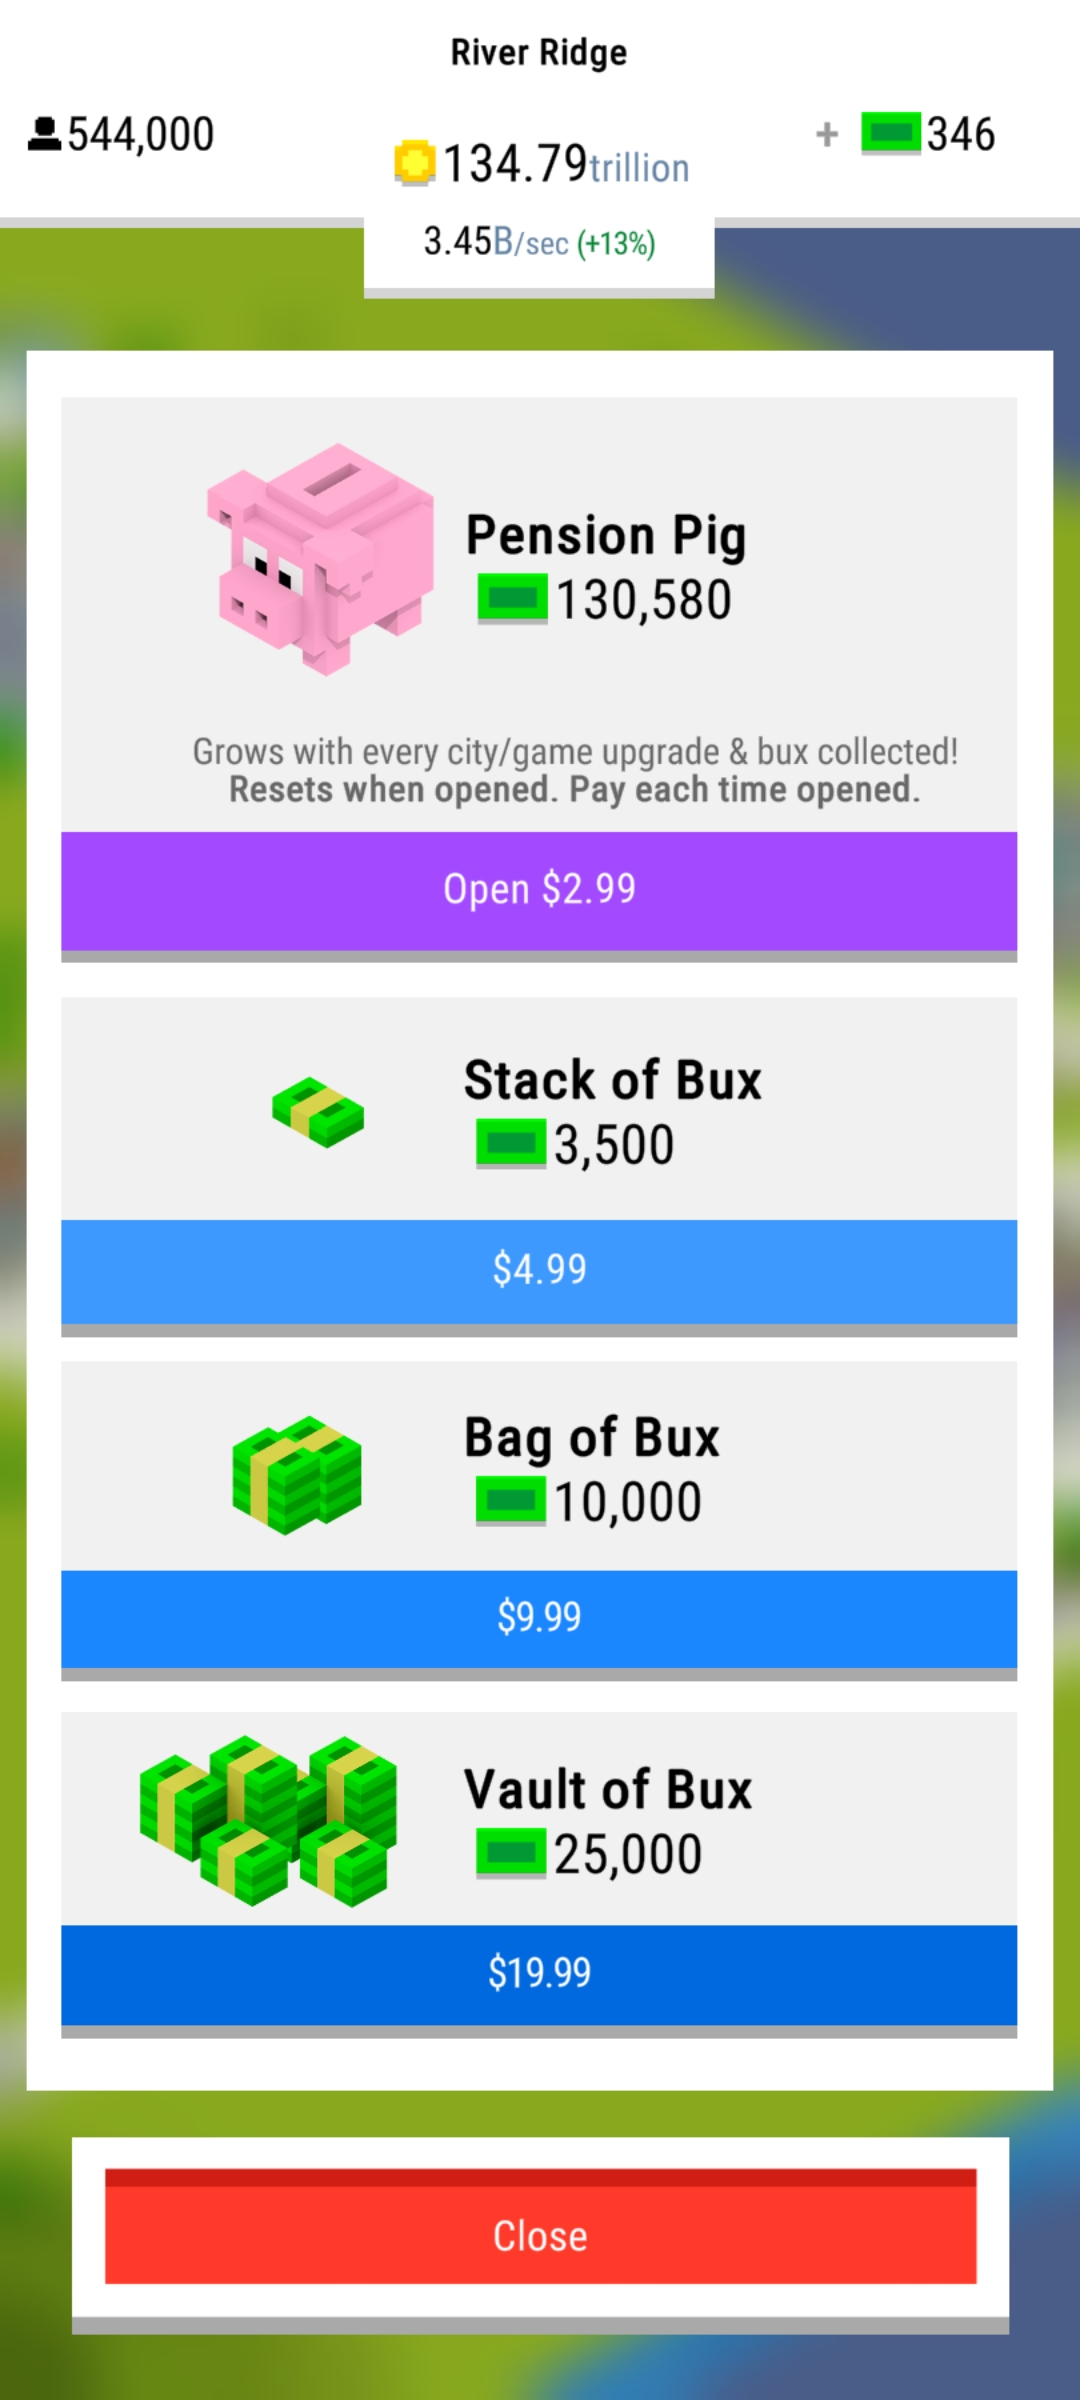 River Ridge
544,000
134.79trillion
+ 346
3.45B/sec (+13%)
Pension Pig
130,580
Grows with every city/game upgrade & bux collected!
Resets when opened. Pay each time opened.
Open $2.99
Stack of Bux
3,500
$4.99
Bag of Bux
10,000
$9.99
Vault of Bux
25,000
$19.99
Close